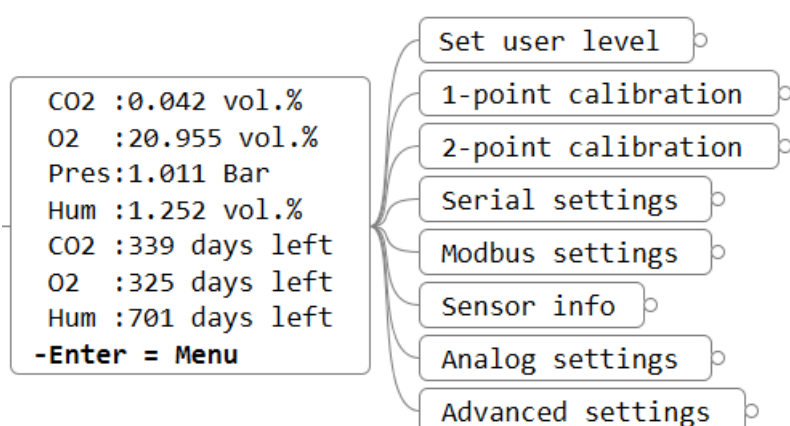 CO2 :0.042 vol.%
O2  :20.955 vol.%
Pres:1.011 Bar
Hum :1.252 vol.%
CO2 :339 days left
O2  :325 days left
Hum :701 days left
-Enter = Menu
Set user level
1-point calibration
2-point calibration
Serial settings
Modbus settings
Sensor info
Analog settings
Advanced settings